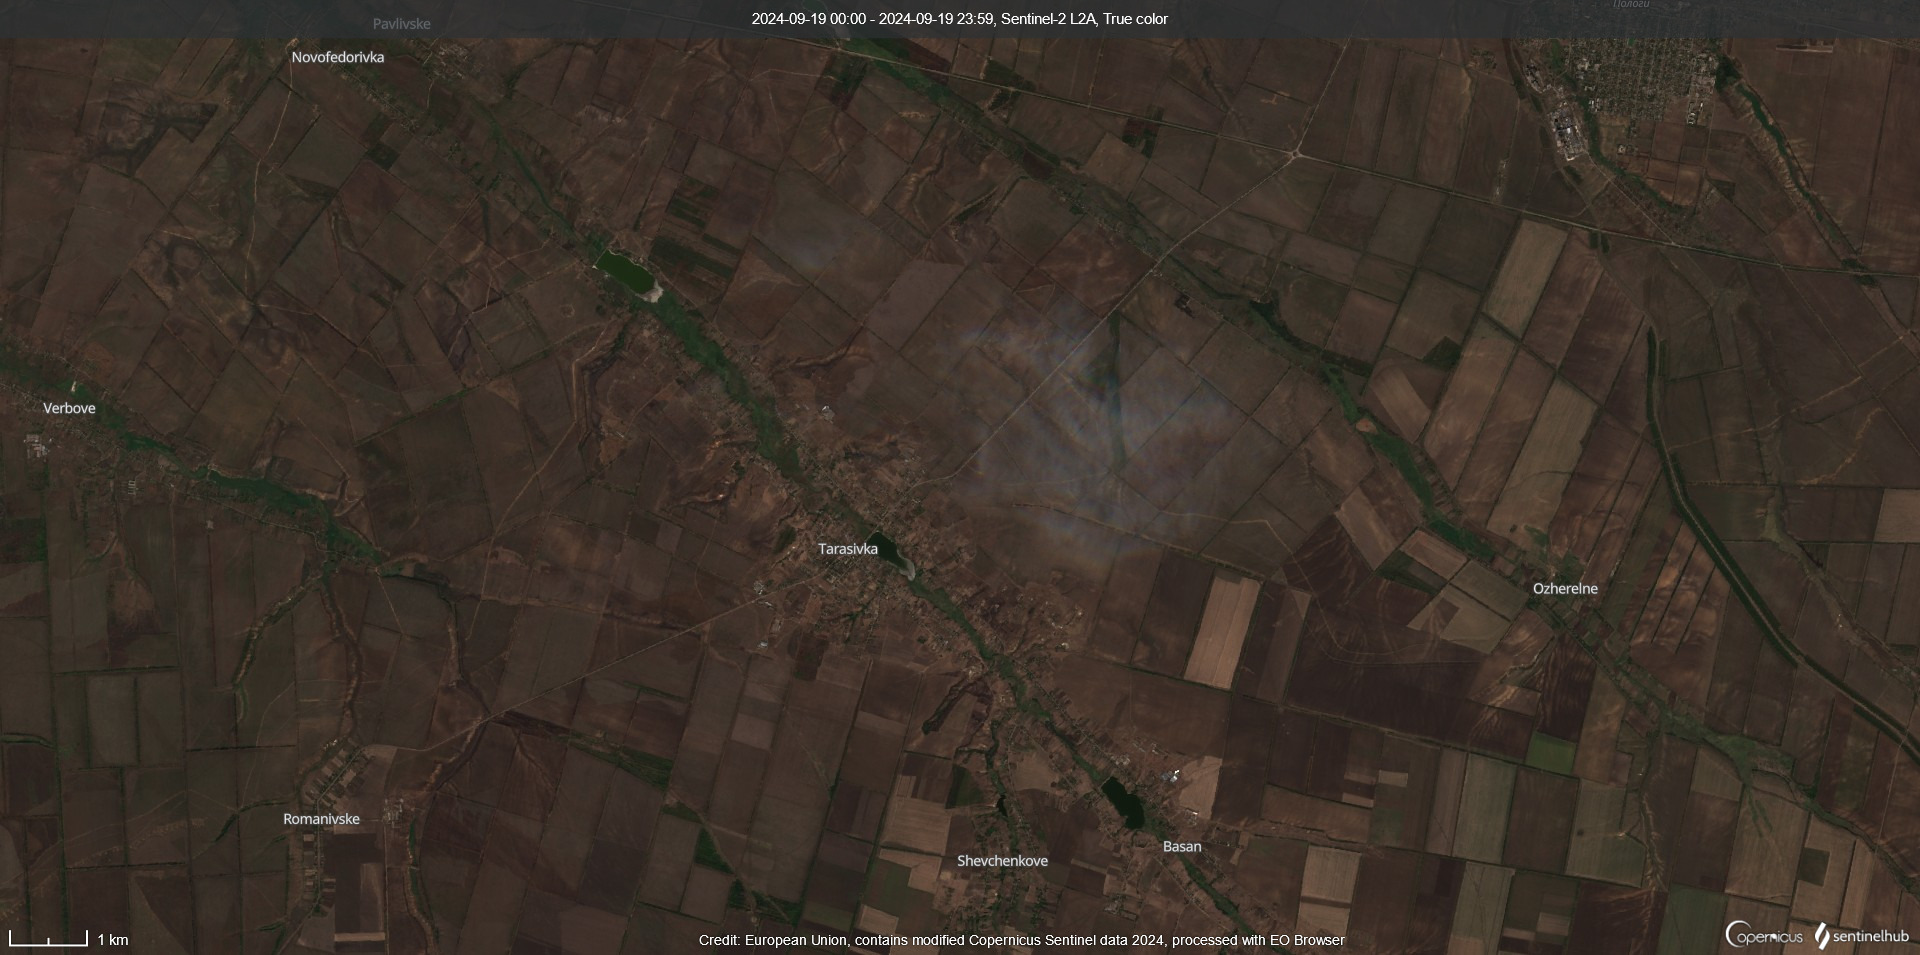 Пологи
2024-09-19 00:00 - 2024-09-19 23:59, Sentinel-2 L2A, True color
Pavlivske
Novofedorivka
Verbove
Tarasivka
Ozherelne
Romanivske
Shevchenkove
Basan
1 km
Credit: European Union, contains modified Copernicus Sentinel data 2024, processed with EO Browser
Copernicus
sentinelhub